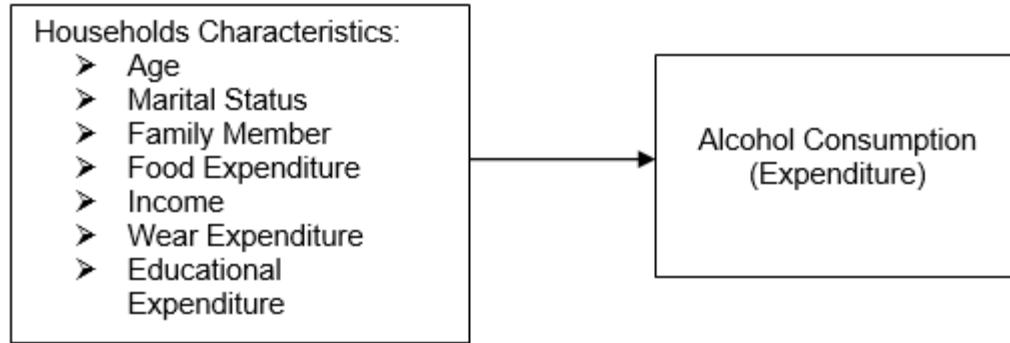 Households Characteristics:
➤ Age
➤ Marital Status
➤ Family Member
➤ Food Expenditure
➤ Income
➤ Wear Expenditure
➤ Educational
Expenditure
Alcohol Consumption
(Expenditure)